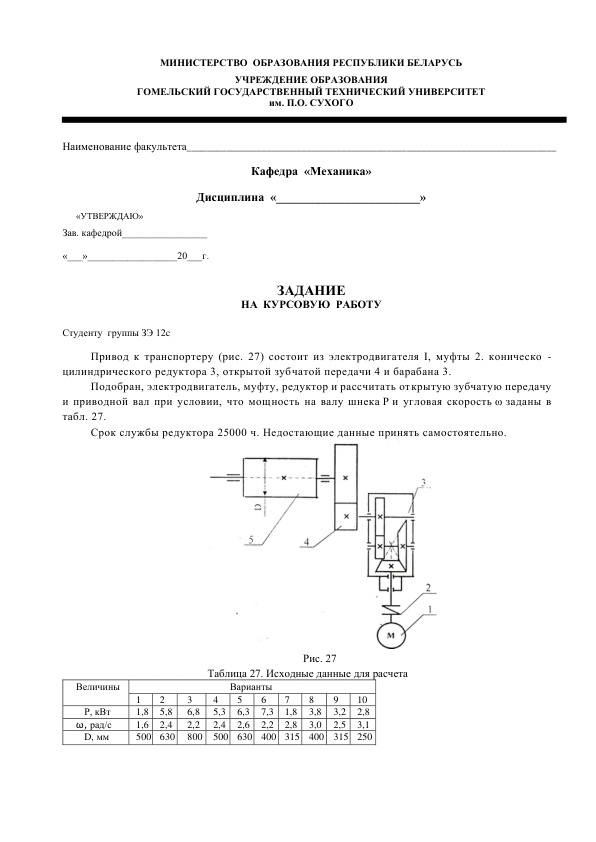 МИНИСТЕРСТВО ОБРАЗОВАНИЯ РЕСПУБЛИКИ БЕЛАРУСЬ
УЧРЕЖДЕНИЕ ОБРАЗОВАНИЯ
ГОМЕЛЬСКИЙ ГОСУДАРСТВЕННЫЙ ТЕХНИЧЕСКИЙ УНИВЕРСИТЕТ
им. П.О. СУХОГО
Наименование факультета____________________
Кафедра «Механика»
Дисциплина «____________________»
«УТВЕРЖДАЮ»
Зав. кафедрой_________________
«___»__________________20___г.
ЗАДАНИЕ
НА КУРСОВУЮ РАБОТУ
Студенту группы ЗЭ 12с
Привод к транспортеру (рис. 27) состоит из электродвигателя I, муфты 2. коническо -
цилиндрического редуктора 3, открытой зубчатой передачи 4 и барабана 3.
Подобран, электродвигатель, муфту, редуктор и рассчитать открытую зубчатую передачу
и приводной вал при условии, что мощность на валу шнека Р и угловая скорость ω заданы в
табл. 27.
Срок службы редуктора 25000 ч. Недостающие данные принять самостоятельно.
D
5
4
3
2
1
М
Рис. 27
Таблица 27. Исходные данные для расчета
Величины Варианты
1 2 3 4 5 6 7 8 9 10
Р, кВт 1,8 5,8 6,8 5,3 6,3 7,3 1,8 3,8 3,2 2,8
ω, рад/с 1,6 2,4 2,2 2,4 2,6 2,2 2,8 3,0 2,5 3,1
D, мм 500 630 800 500 630 400 315 400 315 250